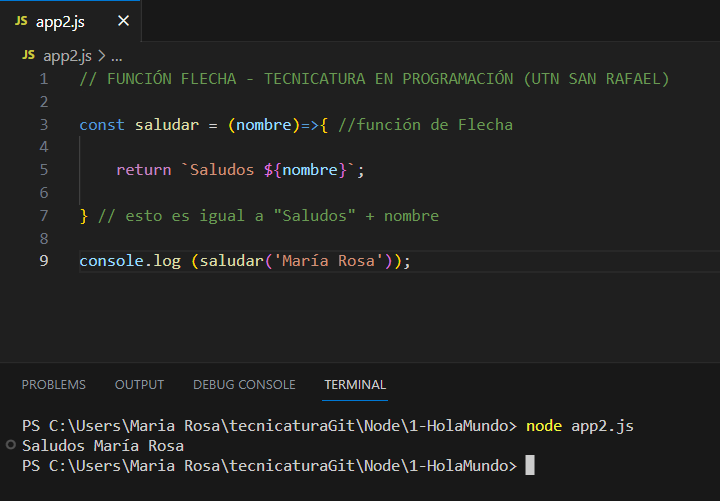 JS app2.js ×
JS app2.js > ...
1 // FUNCIÓN FLECHA - TECNICATURA EN PROGRAMACIÓN (UTN SAN RAFAEL)
2
3 const saludar = (nombre)=>{ //función de Flecha
4
5 return `Saludos ${nombre}`;
6
7 } // esto es igual a "Saludos" + nombre
8
9 console.log (saludar('María Rosa'));
PROBLEMS OUTPUT DEBUG CONSOLE TERMINAL
PS C:\Users\Maria Rosa\tecnicaturaGit\Node\1-HolaMundo> node app2.js
Saludos María Rosa
PS C:\Users\Maria Rosa\tecnicaturaGit\Node\1-HolaMundo>